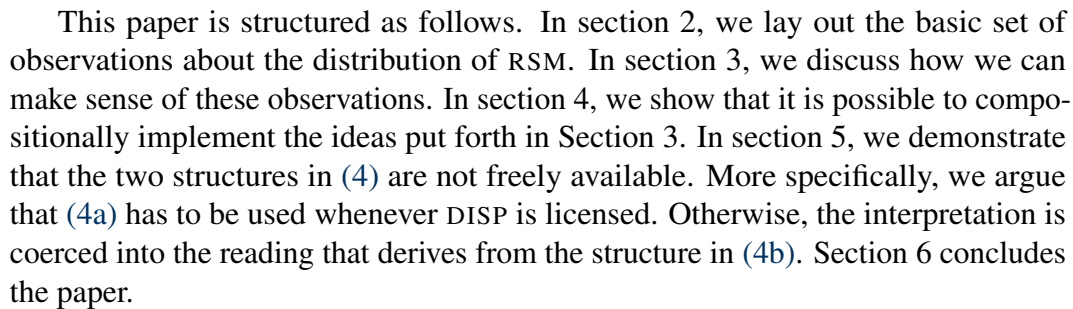 This paper is structured as follows. In section 2, we lay out the basic set of
observations about the distribution of RSM. In section 3, we discuss how we can
make sense of these observations. In section 4, we show that it is possible to compo-
sitionally implement the ideas put forth in Section 3. In section 5, we demonstrate
that the two structures in (4) are not freely available. More specifically, we argue
that (4a) has to be used whenever DISP is licensed. Otherwise, the interpretation is
coerced into the reading that derives from the structure in (4b). Section 6 concludes
the paper.